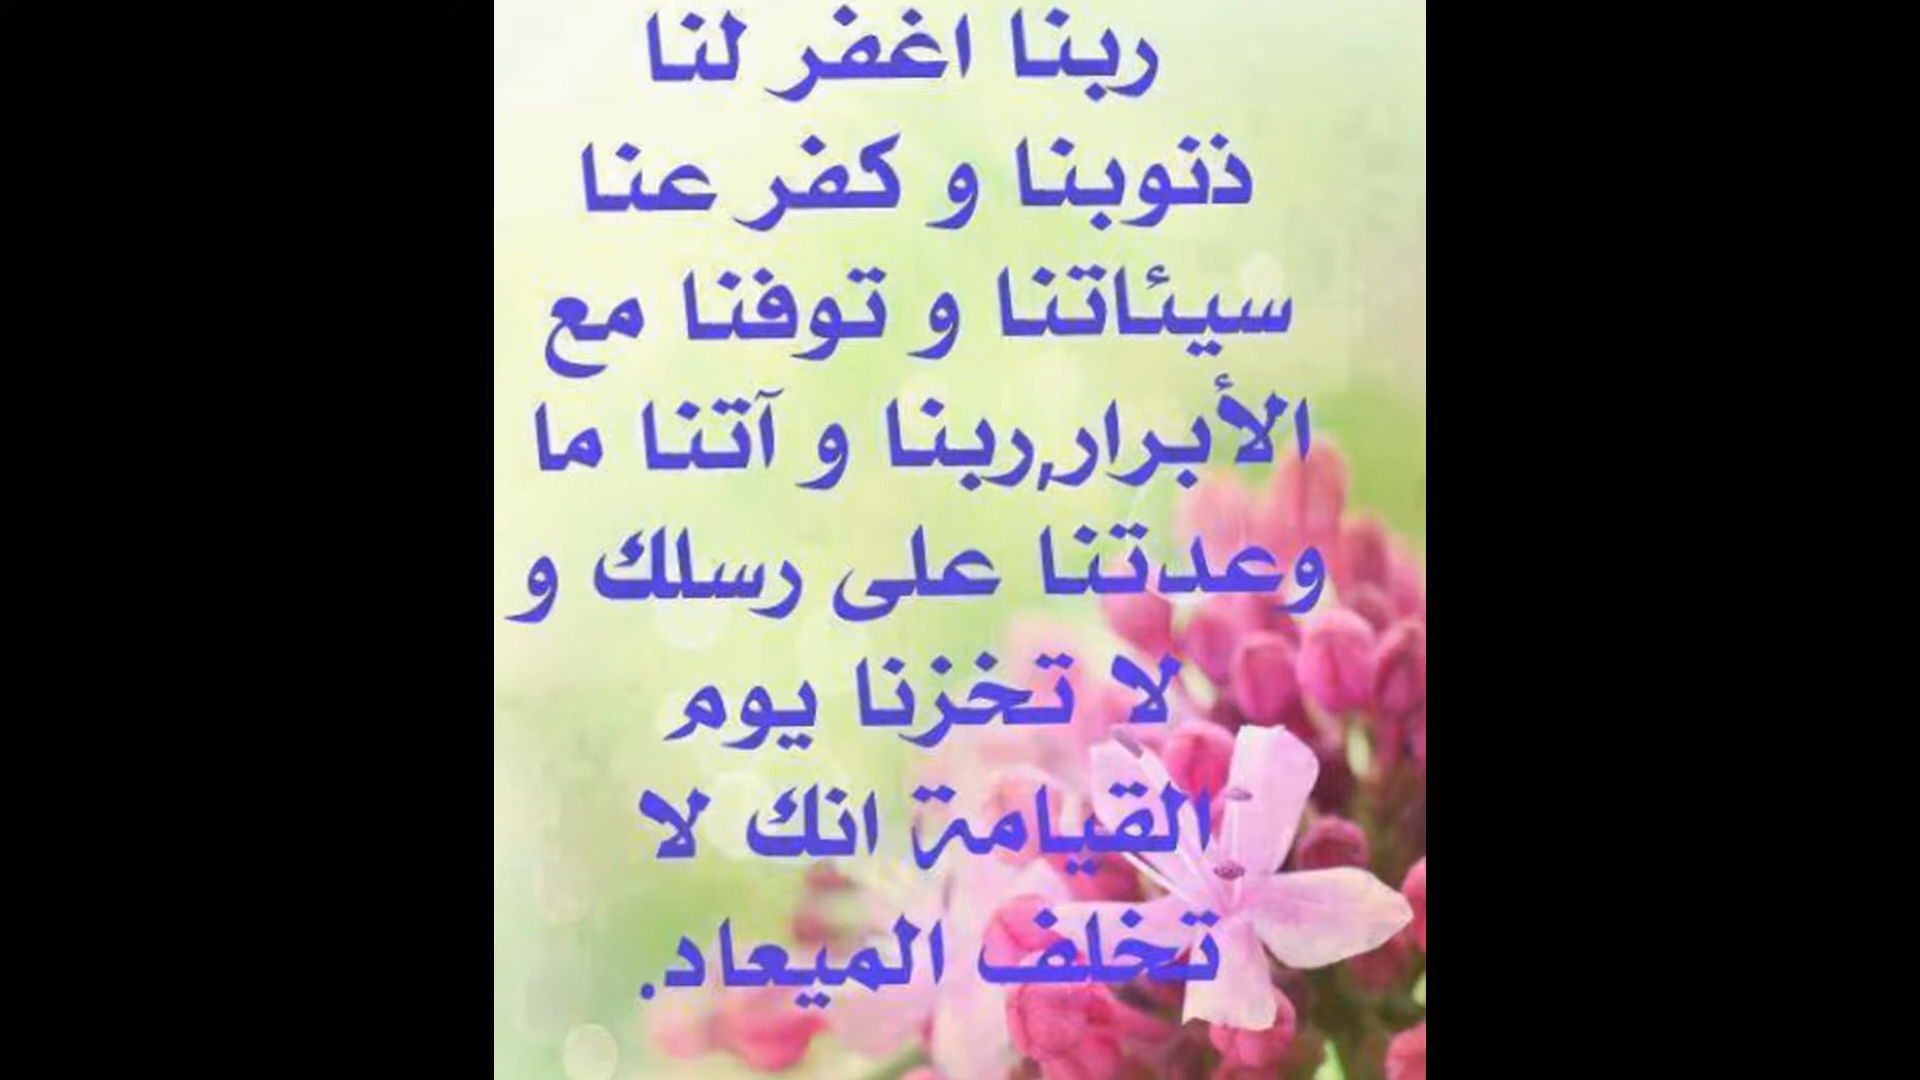 ربنا اغفر لنا
ذنوبنا و كفر عنا
سيئاتنا و توفنا مع
الأبرار,ربنا و آتنا ما
وعدتنا على رسلك و
لا تخزنا يوم
القيامة انك لا
تخلف الميعاد.